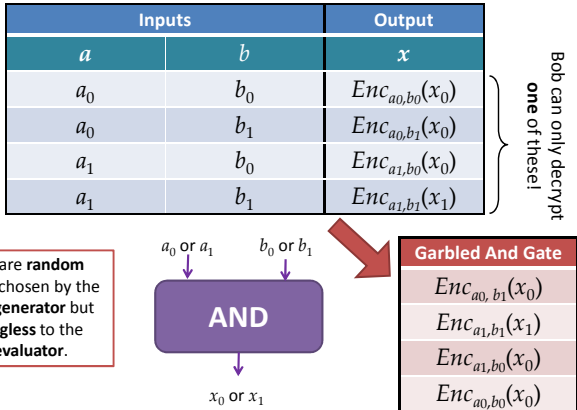 Inputs Output
a b x
a0 b0 Enca0,b0(x0)
a0 b1 Enca0,b1(x0)
a1 b0 Enca1,b0(x0)
a1 b1 Enca1,b1(x1)
Bob can only decrypt
one of these!
are random
chosen by the
generator but
gless to the
evaluator.
a0 or a1 b0 or b1
AND
x0 or x1
Garbled And Gate
Enca0, b1(x0)
Enca1,b1(x1)
Enca1,b0(x0)
Enca0,b0(x0)